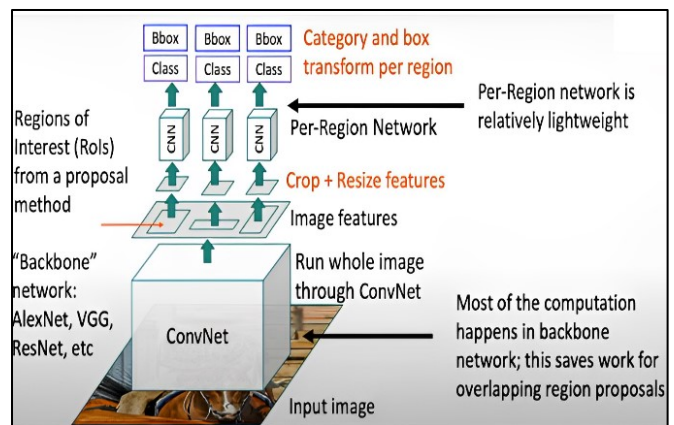 Bbox Bbox Bbox
Class Class Class
Category and box
transform per region
Per-Region network is
relatively lightweight
CNN CNN CNN
Per-Region Network
Regions of
Interest (RoIs)
from a proposal
method
Crop + Resize features
Image features
"Backbone"
network:
AlexNet, VGG,
ResNet, etc
Run whole image
through ConvNet
ConvNet
Most of the computation
happens in backbone
network; this saves work for
overlapping region proposals
Input image